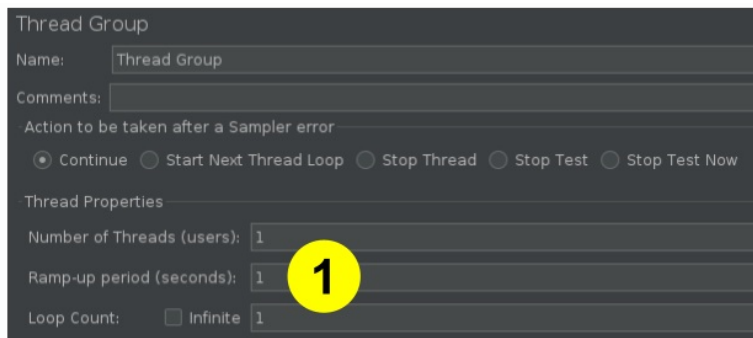 Thread Group
Name: Thread Group
Comments:
Action to be taken after a Sampler error
Continue Start Next Thread Loop Stop Thread Stop Test Stop Test Now
Thread Properties
Number of Threads (users): 1
Ramp-up period (seconds): 1 1
Loop Count: Infinite 1